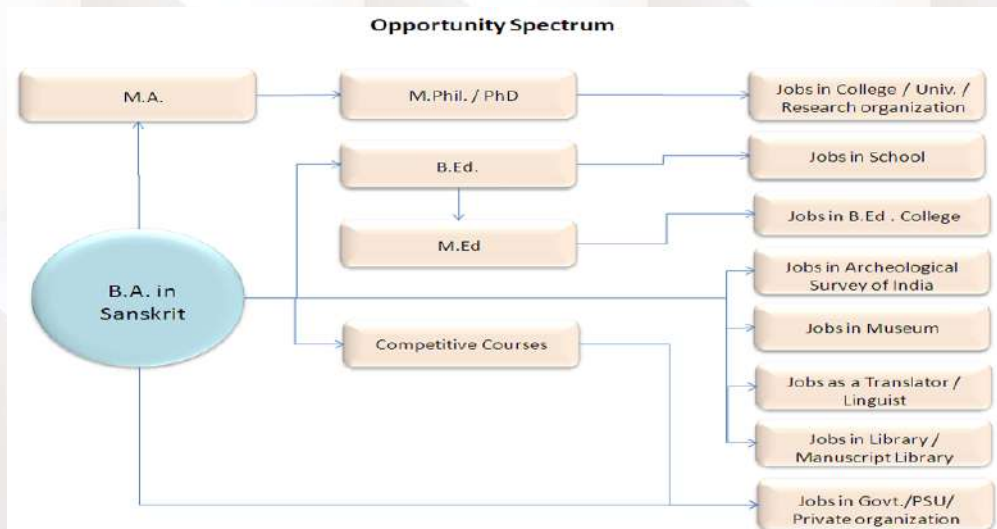 Opportunity Spectrum
M.A.
M.Phil. / PhD
Jobs in College / Univ. /
Research organization
B.Ed.
Jobs in School
M.Ed
Jobs in B.Ed . College
B.A. in
Sanskrit
Jobs in Archeological
Survey of India
Competitive Courses
Jobs in Museum
Jobs as a Translator /
Linguist
Jobs in Library /
Manuscript Library
Jobs in Govt./PSU/
Private organization